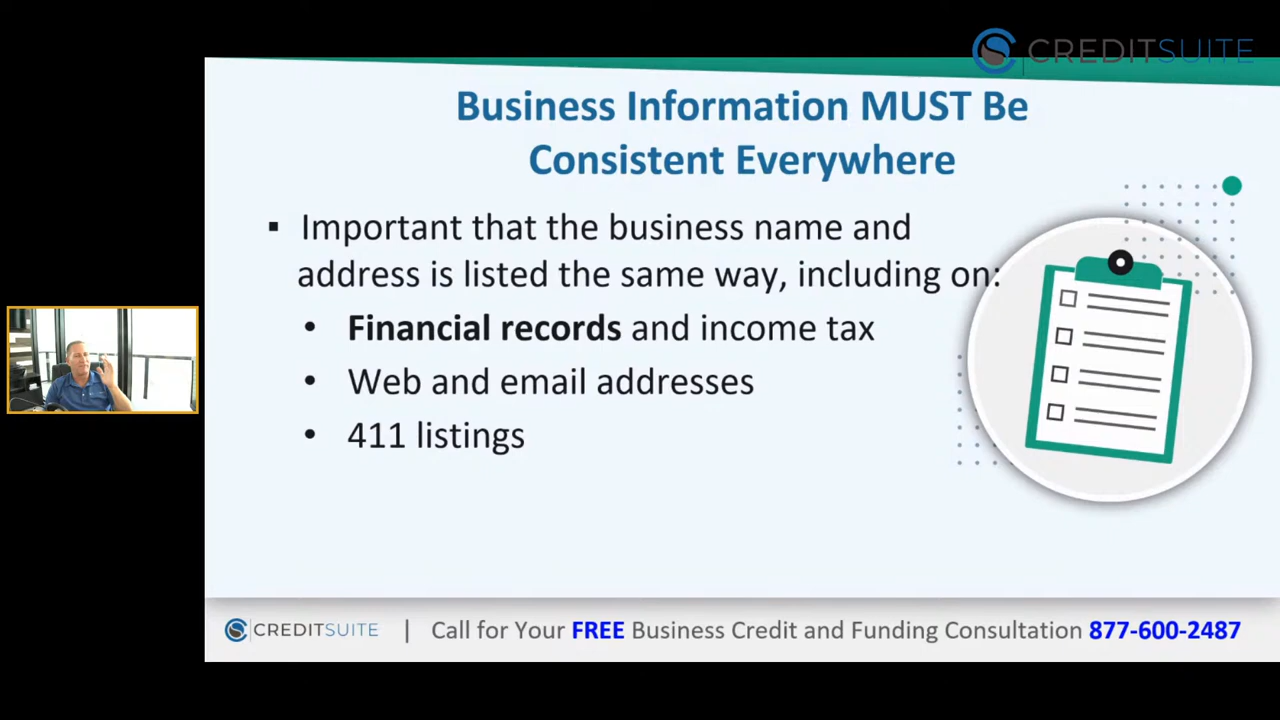 CREDITSUITE
Business Information MUST Be
Consistent Everywhere
▪ Important that the business name and
address is listed the same way, including on:
• Financial records and income tax
• Web and email addresses
• 411 listings
CREDITSUITE | Call for Your FREE Business Credit and Funding Consultation 877-600-2487